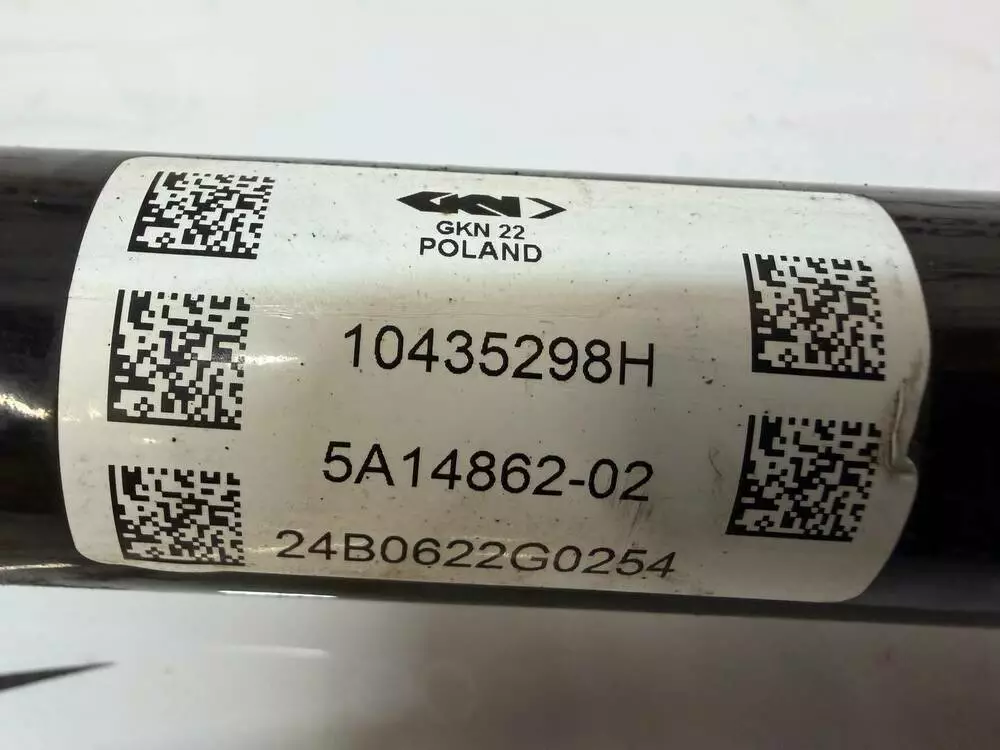 GKN
GKN 22
POLAND
10435298H
5A14862-02
24B0622G0254